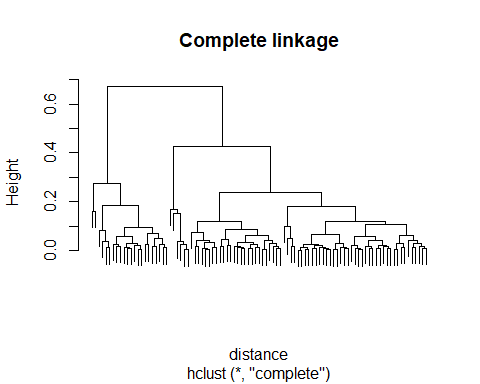 Complete linkage
Height
0.0
0.2
0.4
0.6
distance
hclust (*, "complete")